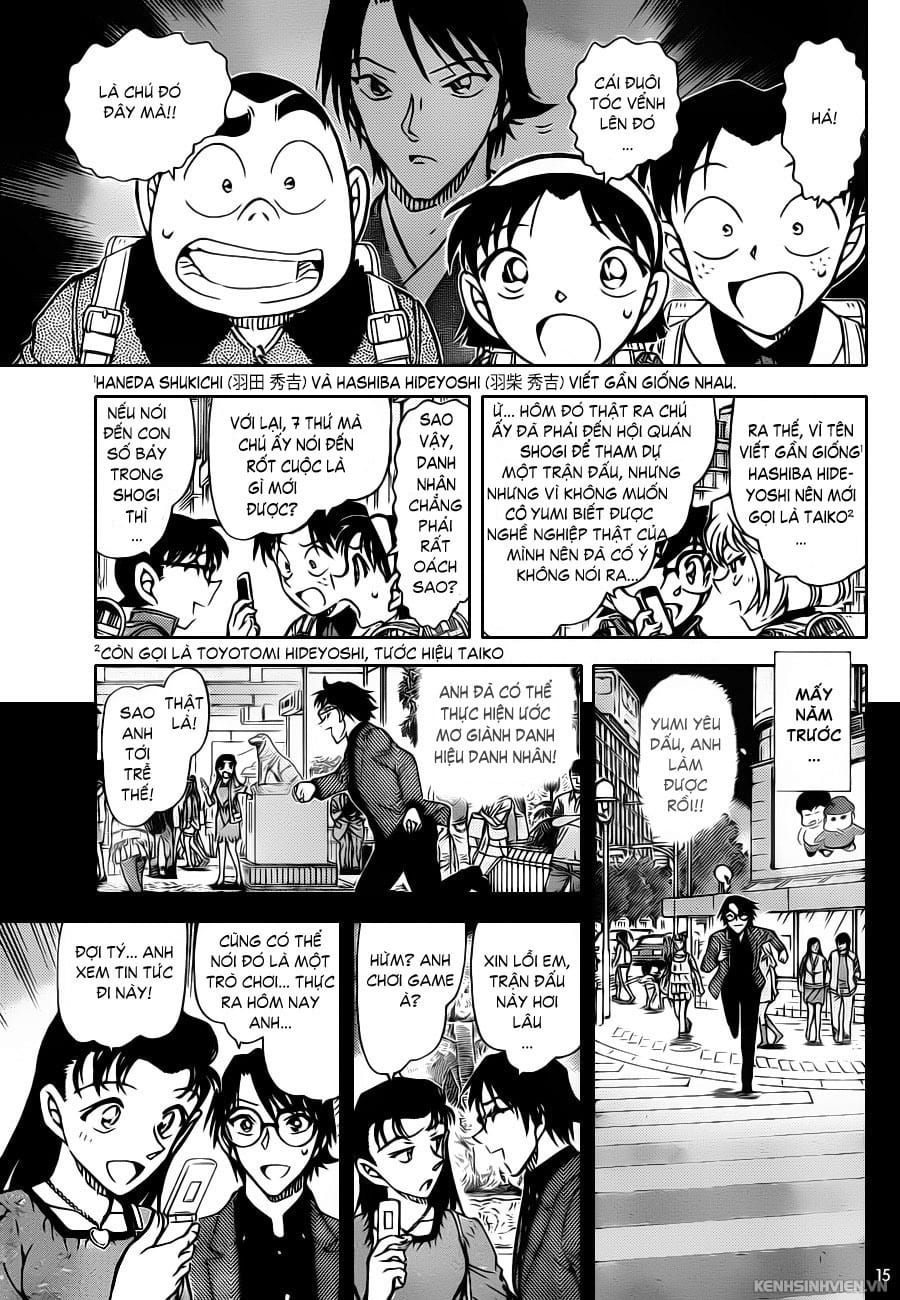 HẢ!
CÁI ĐUÔI
TÓC VỂNH
LÊN ĐÓ
...
LÀ CHÚ ĐÓ
ĐÂY MÀ!!
¹HANEDA SHUKICHI (羽田 秀吉) VÀ HASHIBA HIDEYOSHI (羽柴 秀吉) VIẾT GẦN GIỐNG NHAU.
RA THẾ, VÌ TÊN
VIẾT GẦN GIỐNG¹
HASHIBA HIDE-
YOSHI NÊN MỚI
GỌI LÀ TAIKO²
...
Ừ... HÔM ĐÓ THẬT RA CHÚ
ẤY ĐÃ PHẢI ĐẾN HỘI QUÁN
SHOGI ĐỂ THAM DỰ
MỘT TRẬN ĐẤU, NHƯNG
NHƯNG VÌ KHÔNG MUỐN
CÔ YUMI BIẾT ĐƯỢC
NGHỀ NGHIỆP THẬT CỦA
MÌNH NÊN ĐÃ CỐ Ý
KHÔNG NÓI RA...
SAO
VẬY,
DANH
NHÂN
CHẲNG
PHẢI
RẤT
OÁCH
SAO?
VỚI LẠI, 7 THỨ MÀ
CHÚ ẤY NÓI ĐẾN
RỐT CUỘC LÀ
GÌ MỚI
ĐƯỢC?
NẾU NÓI
ĐẾN CON
SỐ BẢY
TRONG
SHOGI
THÌ
...
²CÒN GỌI LÀ TOYOTOMI HIDEYOSHI, TƯỚC HIỆU TAIKO
MẤY
NĂM
TRƯỚC
...
YUMI YÊU
DẤU, ANH
LÀM
ĐƯỢC
RỒI!!
ANH ĐÃ CÓ THỂ
THỰC HIỆN ƯỚC
MƠ GIÀNH DANH
HIỆU DANH NHÂN!
THẬT
LÀ!
SAO
ANH
TỚI
TRỄ
THẾ!
XIN LỖI EM,
TRẬN ĐẤU
NÀY HƠI
LÂU
...
HỪM? ANH
CHƠI GAME
À?
CŨNG CÓ THỂ
NÓI ĐÓ LÀ MỘT
TRÒ CHƠI... THỰC
RA HÔM NAY
ANH...
ĐỢI TÝ... ANH
XEM TIN TỨC
ĐI NÀY!
15
KENHSINHVIEN.VN